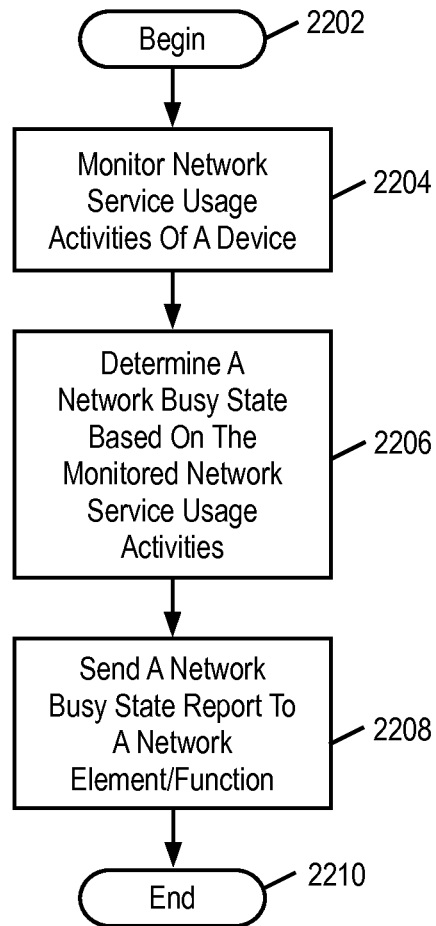 Begin
2202
Monitor Network
Service Usage
Activities Of A Device
2204
Determine A
Network Busy State
Based On The
Monitored Network
Service Usage
Activities
2206
Send A Network
Busy State Report To
A Network
Element/Function
2208
End
2210